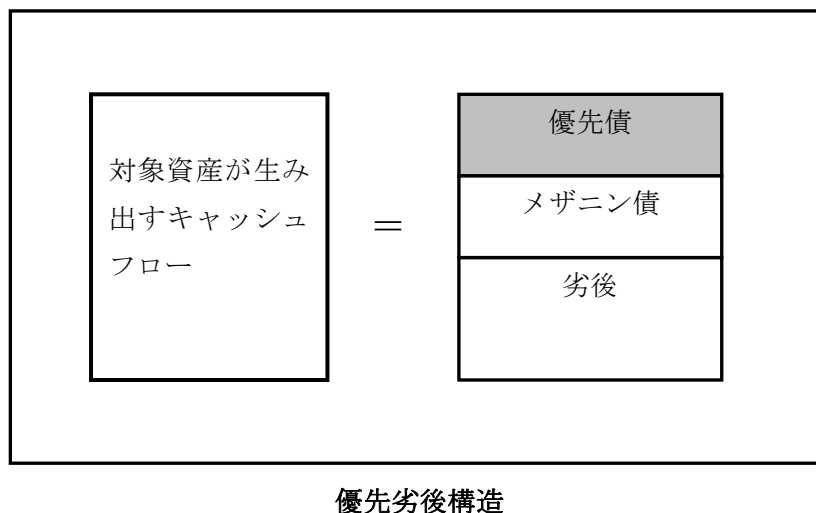 対象資産が生み
出すキャッシュ
フロー
＝
優先債
メザニン債
劣後
優先劣後構造